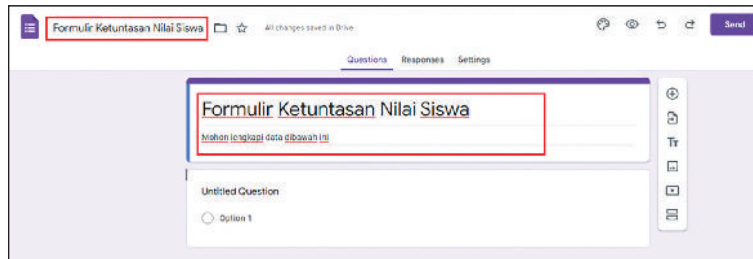 Formulir Ketuntasan Nilai Siswa All changes saved in Drive Send
Questions Responses Settings
Formulir Ketuntasan Nilai Siswa
Mohon lengkapi data dibawah ini
Untitled Question
Option 1
Tт